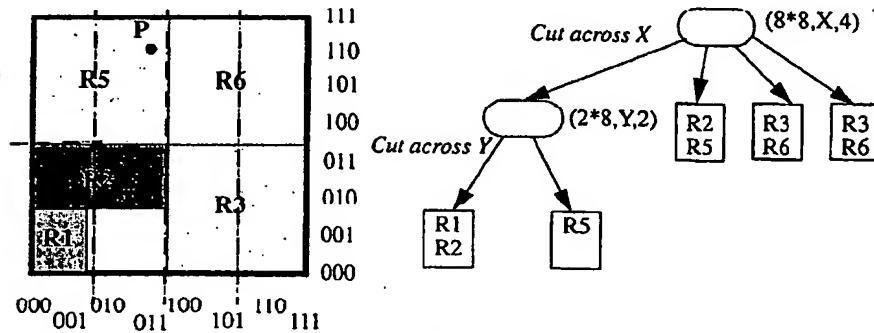 P
R5
R6
R2
R3
R1
111
110
101
100
011
010
001
000
000
010
100
110
001
011
101
111
Cut across X
(8*8,X,4)
Cut across Y
(2*8,Y,2)
R2
R5
R3
R6
R3
R6
R1
R2
R5